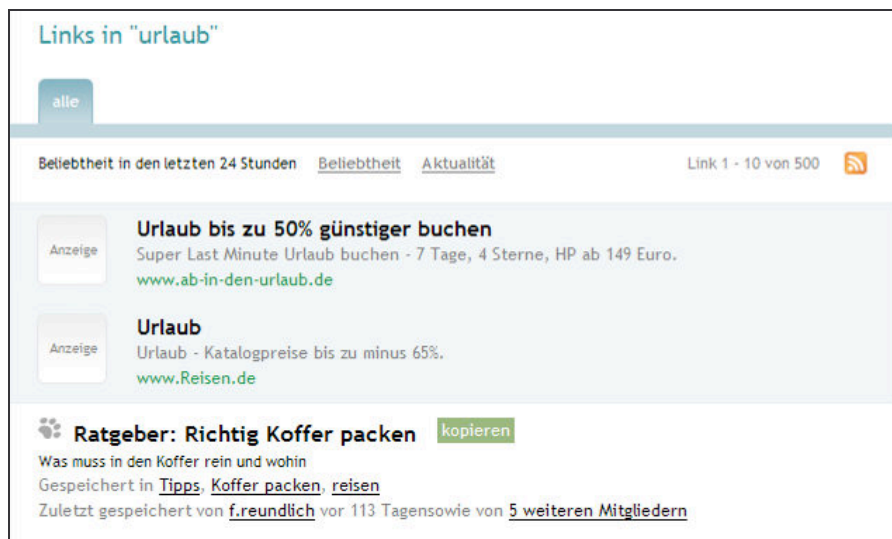 Links in "urlaub"
alle
Beliebtheit in den letzten 24 Stunden Beliebtheit Aktualität Link 1 - 10 von 500
Anzeige
Urlaub bis zu 50% günstiger buchen
Super Last Minute Urlaub buchen - 7 Tage, 4 Sterne, HP ab 149 Euro.
www.ab-in-den-urlaub.de
Anzeige
Urlaub
Urlaub - Katalogpreise bis zu minus 65%.
www.Reisen.de
Ratgeber: Richtig Koffer packen kopieren
Was muss in den Koffer rein und wohin
Gespeichert in Tipps, Koffer packen, reisen
Zuletzt gespeichert von f.reundlich vor 113 Tagensowie von 5 weiteren Mitgliedern